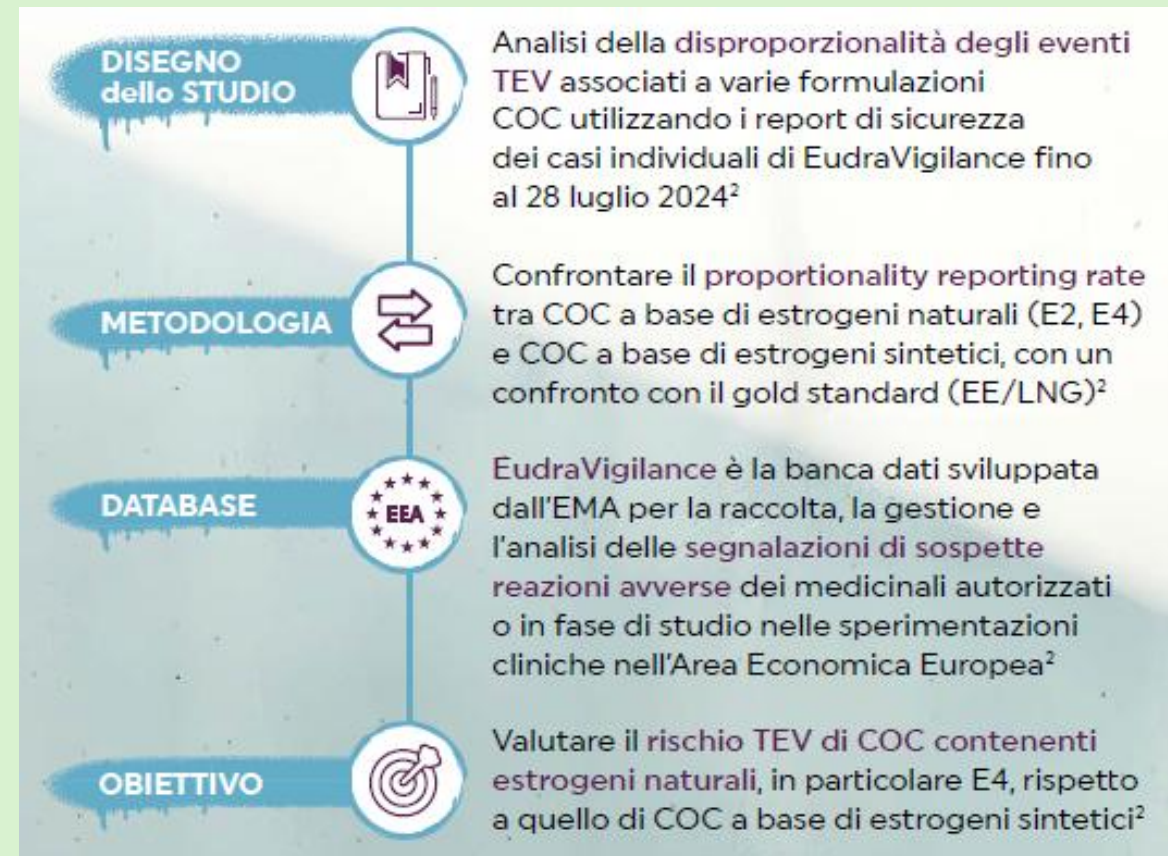 DISEGNO
dello STUDIO
Analisi della disproporzionalità degli eventi
TEV associati a varie formulazioni
COC utilizzando i report di sicurezza
dei casi individuali di EudraVigilance fino
al 28 luglio 2024²
METODOLOGIA
Confrontare il proportionality reporting rate
tra COC a base di estrogeni naturali (E2, E4)
e COC a base di estrogeni sintetici, con un
confronto con il gold standard (EE/LNG)²
DATABASE
EEA
EudraVigilance è la banca dati sviluppata
dall'EMA per la raccolta, la gestione e
l'analisi delle segnalazioni di sospette
reazioni avverse dei medicinali autorizzati
o in fase di studio nelle sperimentazioni
cliniche nell'Area Economica Europea²
OBIETTIVO
Valutare il rischio TEV di COC contenenti
estrogeni naturali, in particolare E4, rispetto
a quello di COC a base di estrogeni sintetici²